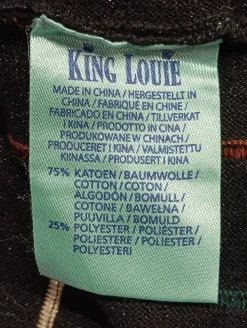 KING LOUIE
MADE IN CHINA / HERGESTELLT IN
CHINA / FABRIQUÉ EN CHINE /
FABRICADO EN CHINA / TILLVERKAT
I KINA / PRODOTTO IN CINA /
PRODUKOWANE W CHINACH /
PRODUCERET I KINA / VALMISTETTU
KIINASSA / PRODUSERT I KINA
75% KATOEN / BAUMWOLLE /
COTTON / COTON /
ALGODÓN / BOMULL /
COTONE / BAWEŁNA /
PUUVILLA / BOMULD
25% POLYESTER / POLIÉSTER /
POLIESTERE / POLIESTER /
POLYESTERI